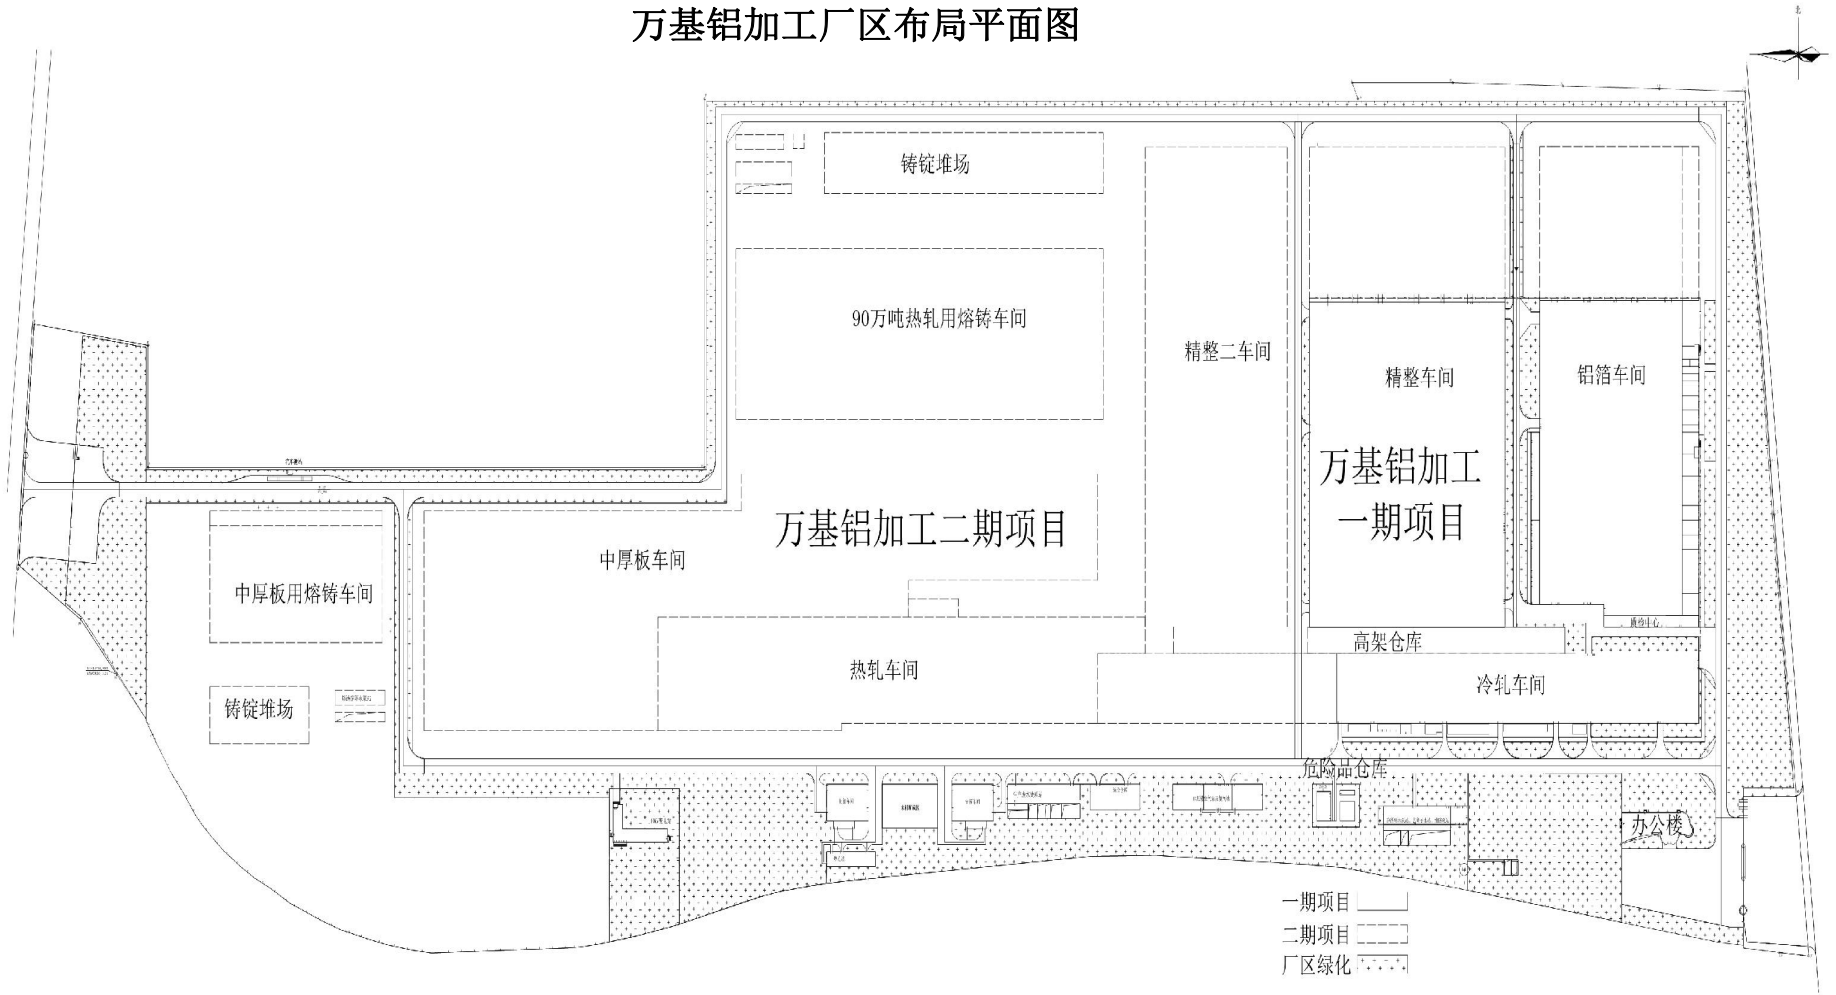 万基铝加工厂区布局平面图
北
铸锭堆场
90万吨热轧用熔铸车间
精整二车间
精整车间
铝箔车间
万基铝加工
一期项目
万基铝加工二期项目
中厚板车间
中厚板用熔铸车间
质检中心
高架仓库
热轧车间
冷轧车间
铸锭堆场
危险品仓库
办公楼
一期项目
二期项目
厂区绿化